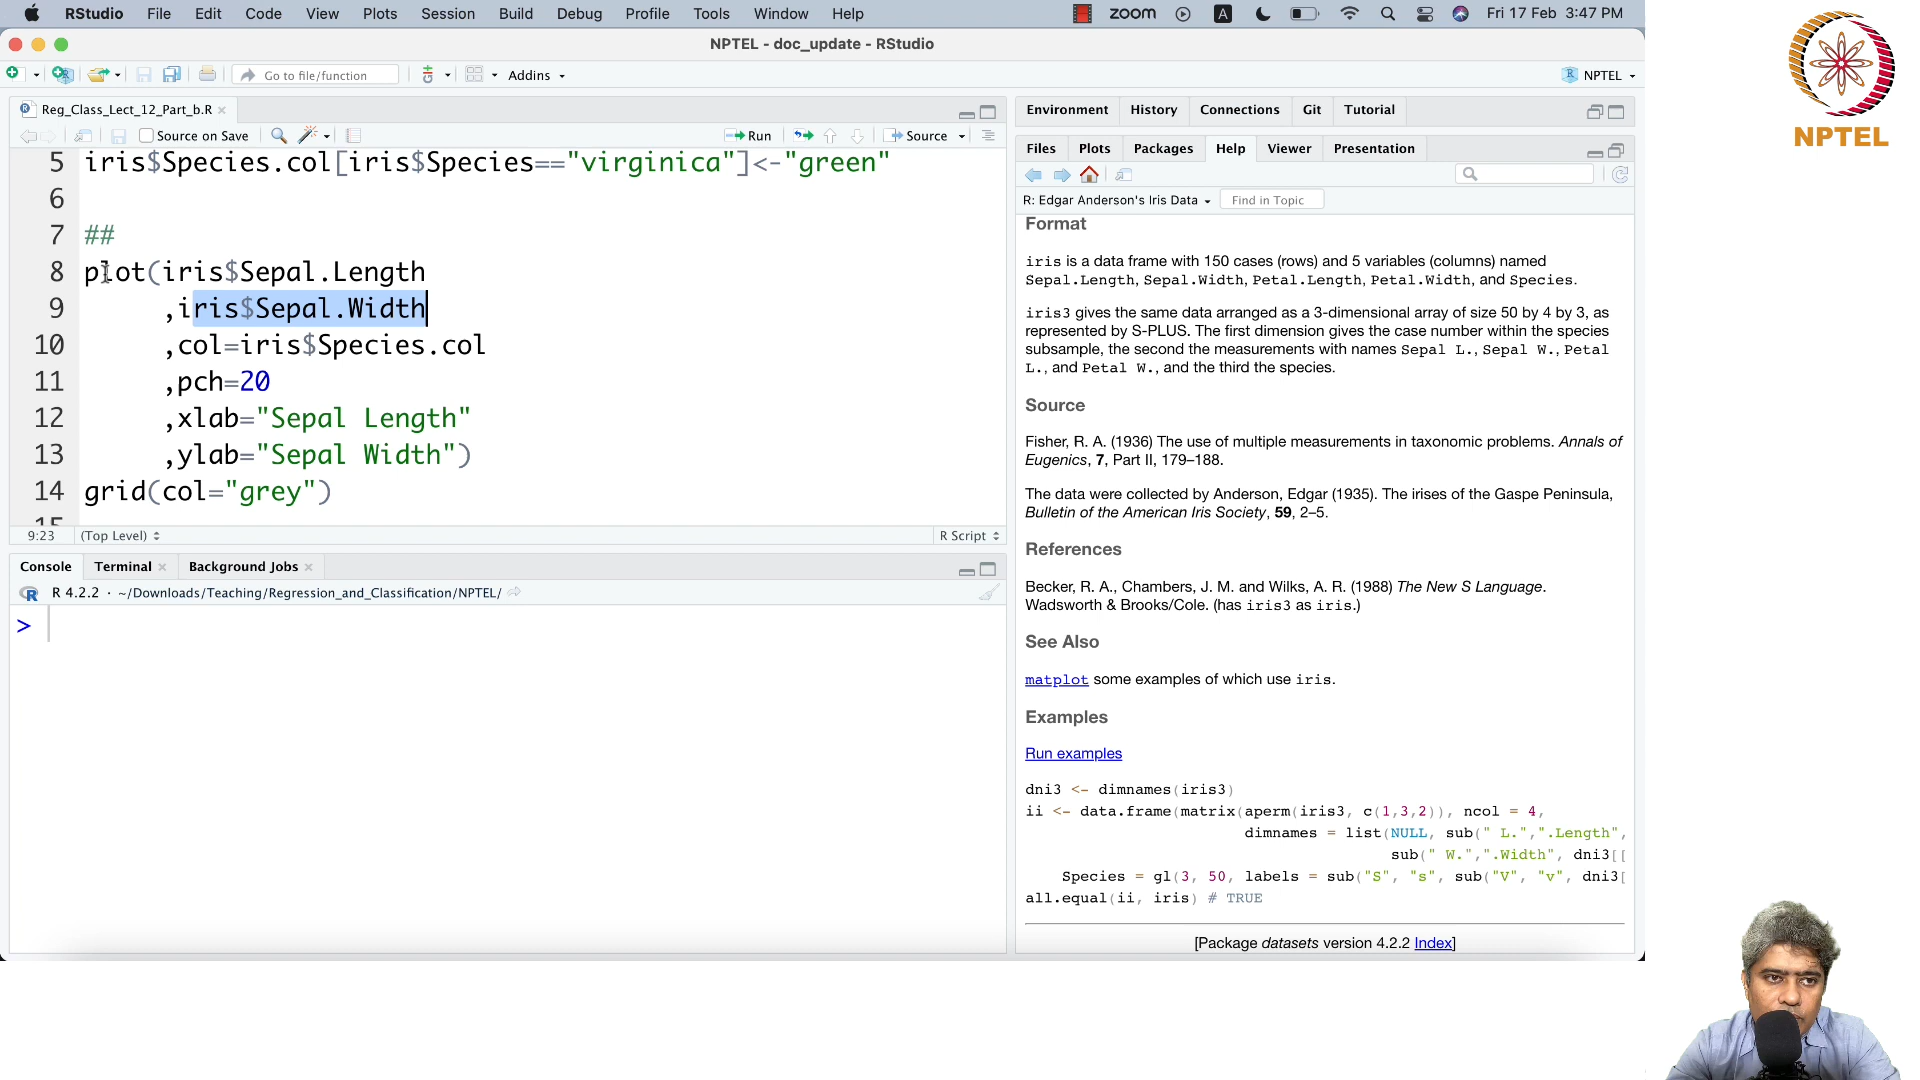 RStudio File Edit Code View Plots Session Build Debug Profile Tools Window Help zoom A Fri 17 Feb 3:47 PM
NPTEL - doc_update - RStudio
Go to file/function Addins NPTEL
Reg_Class_Lect_12_Part_b.R
Source on Save Run Source
5 iris$Species.col[iris$Species=="virginica"]<-"green"
6
7 ##
8 plot(iris$Sepal.Length
9 ,iris$Sepal.Width
10 ,col=iris$Species.col
11 ,pch=20
12 ,xlab="Sepal Length"
13 ,ylab="Sepal Width")
14 grid(col="grey")
15
9:23 (Top Level) R Script
Console Terminal Background Jobs
R 4.2.2 · ~/Downloads/Teaching/Regression_and_Classification/NPTEL/
>
Environment History Connections Git Tutorial
Files Plots Packages Help Viewer Presentation
R: Edgar Anderson's Iris Data Find in Topic
Format
iris is a data frame with 150 cases (rows) and 5 variables (columns) named
Sepal.Length, Sepal.Width, Petal.Length, Petal.Width, and Species.
iris3 gives the same data arranged as a 3-dimensional array of size 50 by 4 by 3, as
represented by S-PLUS. The first dimension gives the case number within the species
subsample, the second the measurements with names Sepal L., Sepal W., Petal
L., and Petal W., and the third the species.
Source
Fisher, R. A. (1936) The use of multiple measurements in taxonomic problems. Annals of
Eugenics, 7, Part II, 179–188.
The data were collected by Anderson, Edgar (1935). The irises of the Gaspe Peninsula,
Bulletin of the American Iris Society, 59, 2–5.
References
Becker, R. A., Chambers, J. M. and Wilks, A. R. (1988) The New S Language.
Wadsworth & Brooks/Cole. (has iris3 as iris.)
See Also
matplot some examples of which use iris.
Examples
Run examples
dni3 <- dimnames(iris3)
ii <- data.frame(matrix(aperm(iris3, c(1,3,2)), ncol = 4,
dimnames = list(NULL, sub(" L.",".Length",
sub(" W.",".Width", dni3[[
Species = gl(3, 50, labels = sub("S", "s", sub("V", "v", dni3[
all.equal(ii, iris) # TRUE
[Package datasets version 4.2.2 Index]
NPTEL